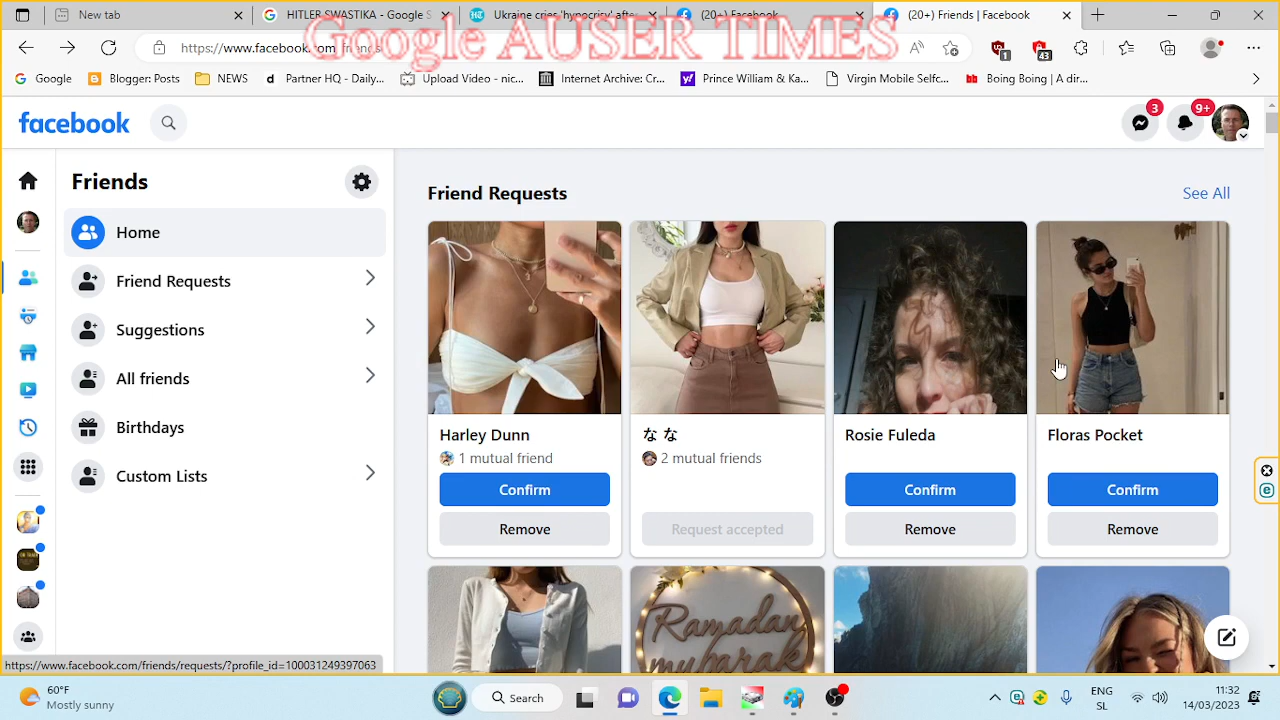 New tab
HITLER-SWASTIKA - Google S
Ukraine cries 'hypocrisy' after
(20+) Facebook
(20+) Friends | Facebook
https://www.facebook.com/friends
Google AUSER TIMES
1
43
Google
Blogger: Posts
NEWS
Partner HQ - Daily...
Upload Video - nic...
Internet Archive: Cr...
Prince William & Ka...
Virgin Mobile Selfc...
Boing Boing | A dir...
facebook
3
9+
Friends
Home
Friend Requests
Suggestions
All friends
Birthdays
Custom Lists
Friend Requests
See All
Harley Dunn
1 mutual friend
Confirm
Remove
な な
2 mutual friends
Request accepted
Rosie Fuleda
Confirm
Remove
Floras Pocket
Confirm
Remove
Ramadan
mubarak
https://www.facebook.com/friends/requests/?profile_id=100031249397063
60°F
Mostly sunny
Search
ENG
SL
11:32
14/03/2023